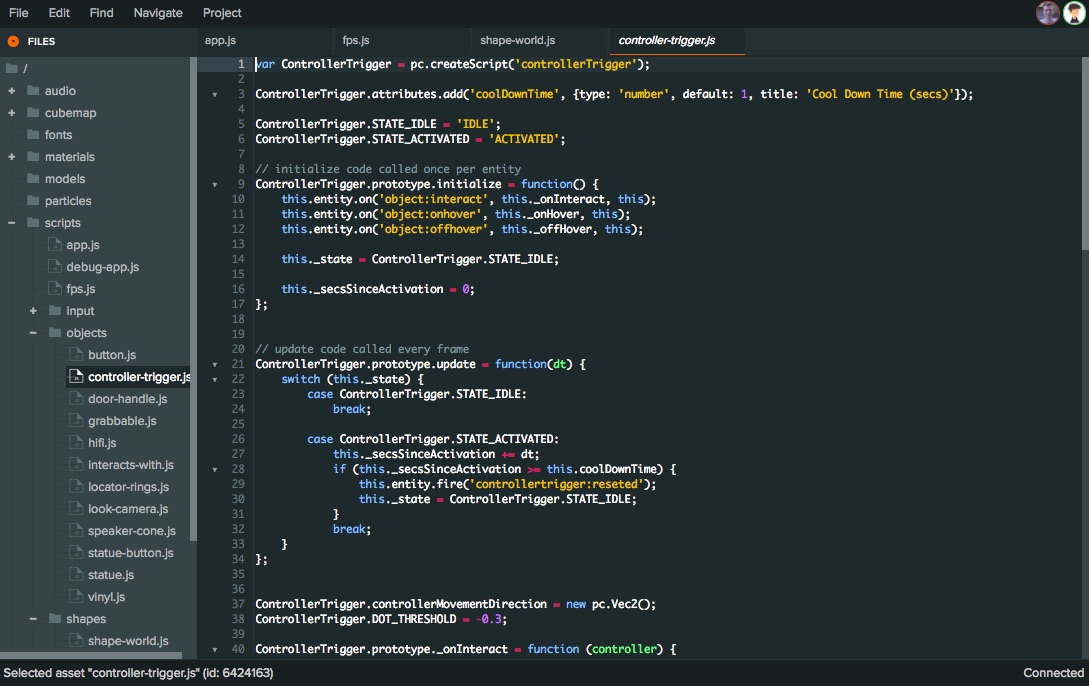 File Edit Find Navigate Project
FILES
/
+ audio
+ cubemap
fonts
+ materials
models
particles
− scripts
app.js
debug-app.js
fps.js
+ input
− objects
button.js
controller-trigger.js
door-handle.js
grabbable.js
hifi.js
interacts-with.js
locator-rings.js
look-camera.js
speaker-cone.js
statue-button.js
statue.js
vinyl.js
− shapes
shape-world.js
app.js fps.js shape-world.js controller-trigger.js
1 var ControllerTrigger = pc.createScript('controllerTrigger');
2
3 ControllerTrigger.attributes.add('coolDownTime', {type: 'number', default: 1, title: 'Cool Down Time (secs)'});
4
5 ControllerTrigger.STATE_IDLE = 'IDLE';
6 ControllerTrigger.STATE_ACTIVATED = 'ACTIVATED';
7
8 // initialize code called once per entity
9 ControllerTrigger.prototype.initialize = function() {
10 this.entity.on('object:interact', this._onInteract, this);
11 this.entity.on('object:onhover', this._onHover, this);
12 this.entity.on('object:offhover', this._offHover, this);
13
14 this._state = ControllerTrigger.STATE_IDLE;
15
16 this._secsSinceActivation = 0;
17 };
18
19
20 // update code called every frame
21 ControllerTrigger.prototype.update = function(dt) {
22 switch (this._state) {
23 case ControllerTrigger.STATE_IDLE:
24 break;
25
26 case ControllerTrigger.STATE_ACTIVATED:
27 this._secsSinceActivation += dt;
28 if (this._secsSinceActivation >= this.coolDownTime) {
29 this.entity.fire('controllertrigger:reseted');
30 this._state = ControllerTrigger.STATE_IDLE;
31 }
32 break;
33 }
34 };
35
36
37 ControllerTrigger.controllerMovementDirection = new pc.Vec2();
38 ControllerTrigger.DOT_THRESHOLD = -0.3;
39
40 ControllerTrigger.prototype._onInteract = function (controller) {
Selected asset "controller-trigger.js" (id: 6424163)
Connected